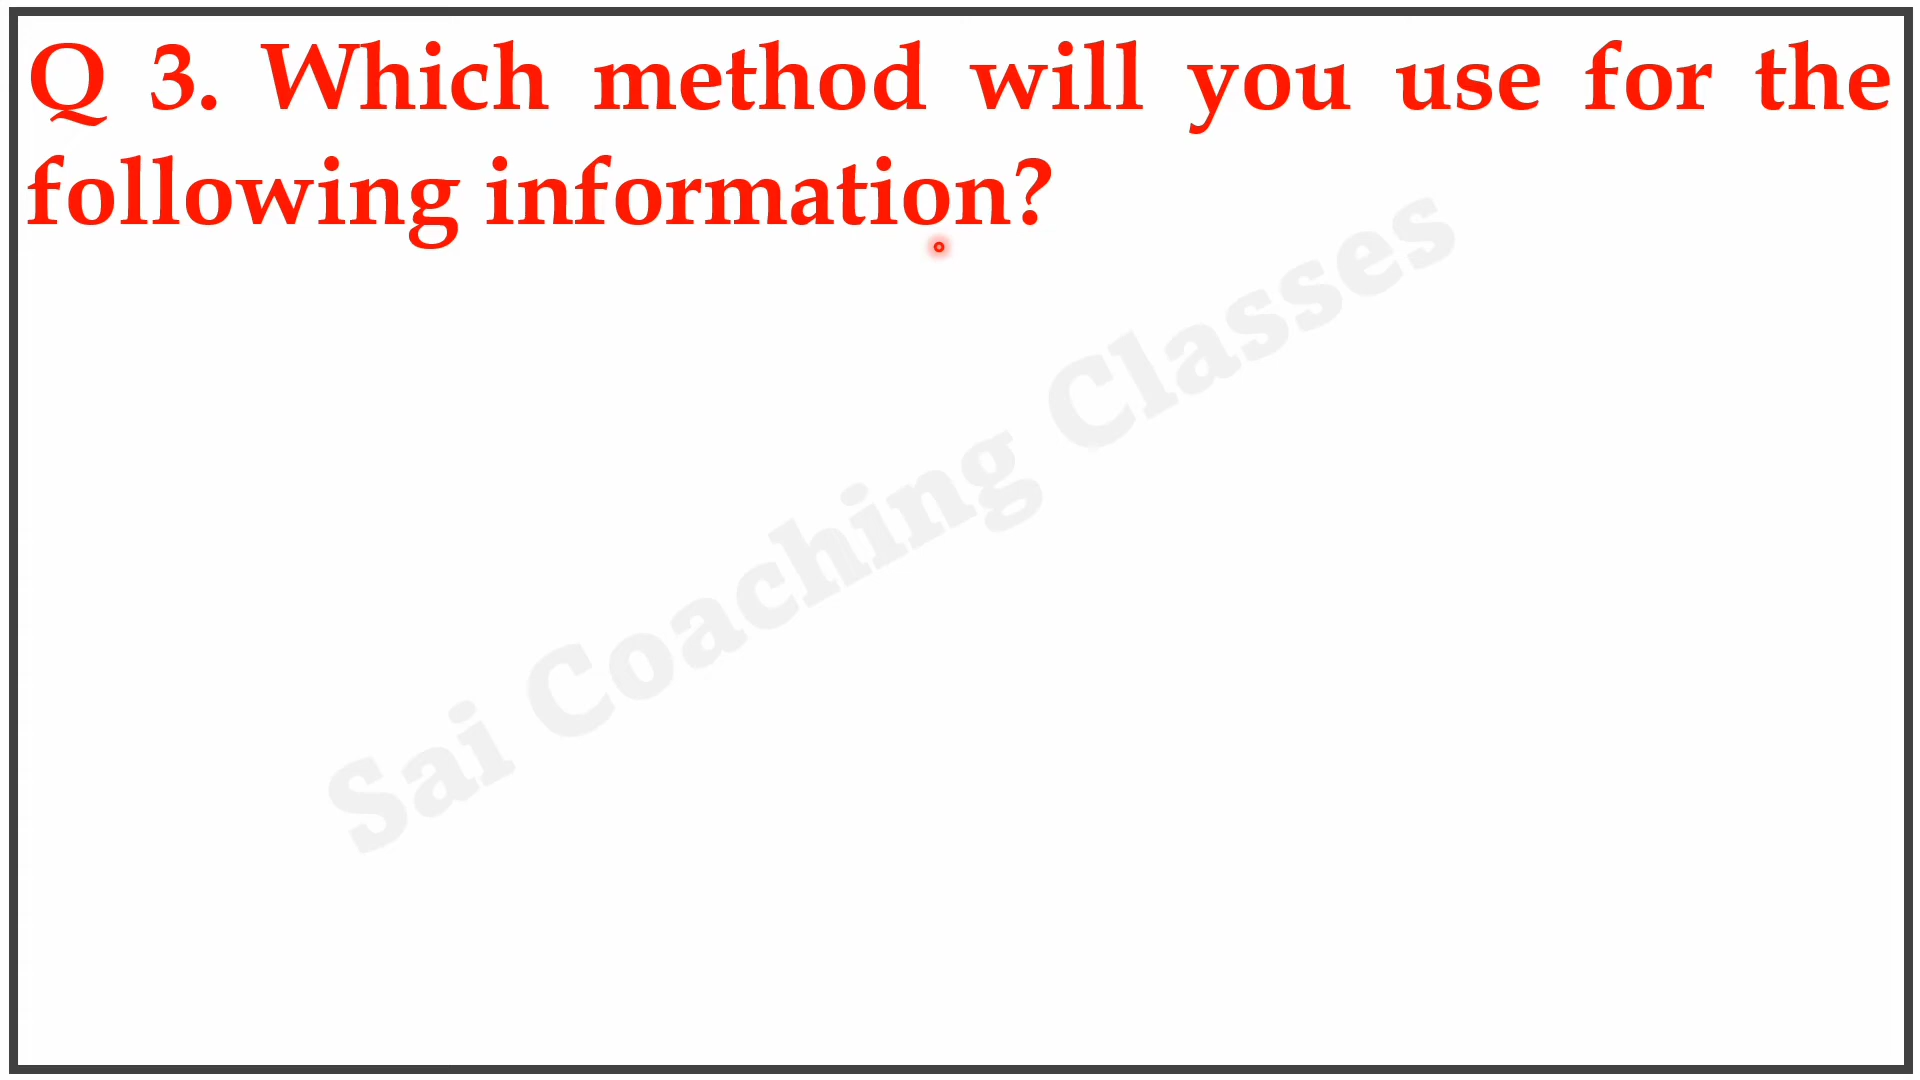 Q 3. Which method will you use for the
following information?
Sai Coaching Classes